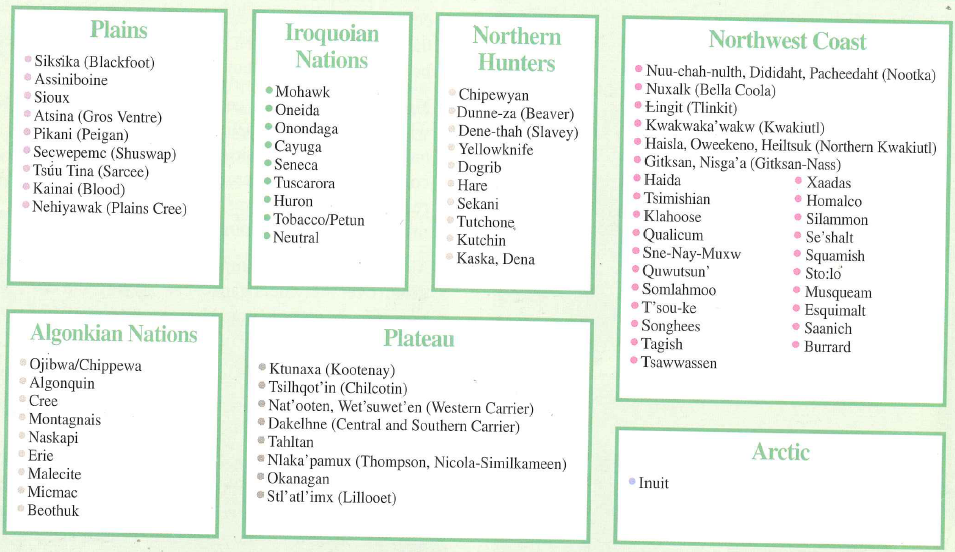 Plains
Siksika (Blackfoot)
Assiniboine
Sioux
Atsina (Gros Ventre)
Pikani (Peigan)
Secwepemc (Shuswap)
Tsúu Tina (Sarcee)
Kainai (Blood)
Nehiyawak (Plains Cree)
Iroquoian
Nations
Mohawk
Oneida
Onondaga
Cayuga
Seneca
Tuscarora
Huron
Tobacco/Petun
Neutral
Northern
Hunters
Chipewyan
Dunne-za (Beaver)
Dene-thah (Slavey)
Yellowknife
Dogrib
Hare
Sekani
Tutchone
Kutchin
Kaska, Dena
Northwest Coast
Nuu-chah-nulth, Dididaht, Pacheedaht (Nootka)
Nuxalk (Bella Coola)
Łingit (Tlinkit)
Kwakwaka'wakw (Kwakiutl)
Haisla, Oweekeno, Heiltsuk (Northern Kwakiutl)
Gitksan, Nisga'a (Gitksan-Nass)
Haida
Tsimishian
Klahoose
Qualicum
Sne-Nay-Muxw
Quwutsun'
Somlahmoo
T'sou-ke
Songhees
Tagish
Tsawwassen
Xaadas
Homalco
Silammon
Se'shalt
Squamish
Sto:lo
Musqueam
Esquimalt
Saanich
Burrard
Algonkian Nations
Ojibwa/Chippewa
Algonquin
Cree
Montagnais
Naskapi
Erie
Malecite
Micmac
Beothuk
Plateau
Ktunaxa (Kootenay)
Tsilhqot'in (Chilcotin)
Nat'ooten, Wet'suwet'en (Western Carrier)
Dakelhne (Central and Southern Carrier)
Tahltan
Nlaka'pamux (Thompson, Nicola-Similkameen)
Okanagan
Stl'atl'imx (Lillooet)
Arctic
Inuit